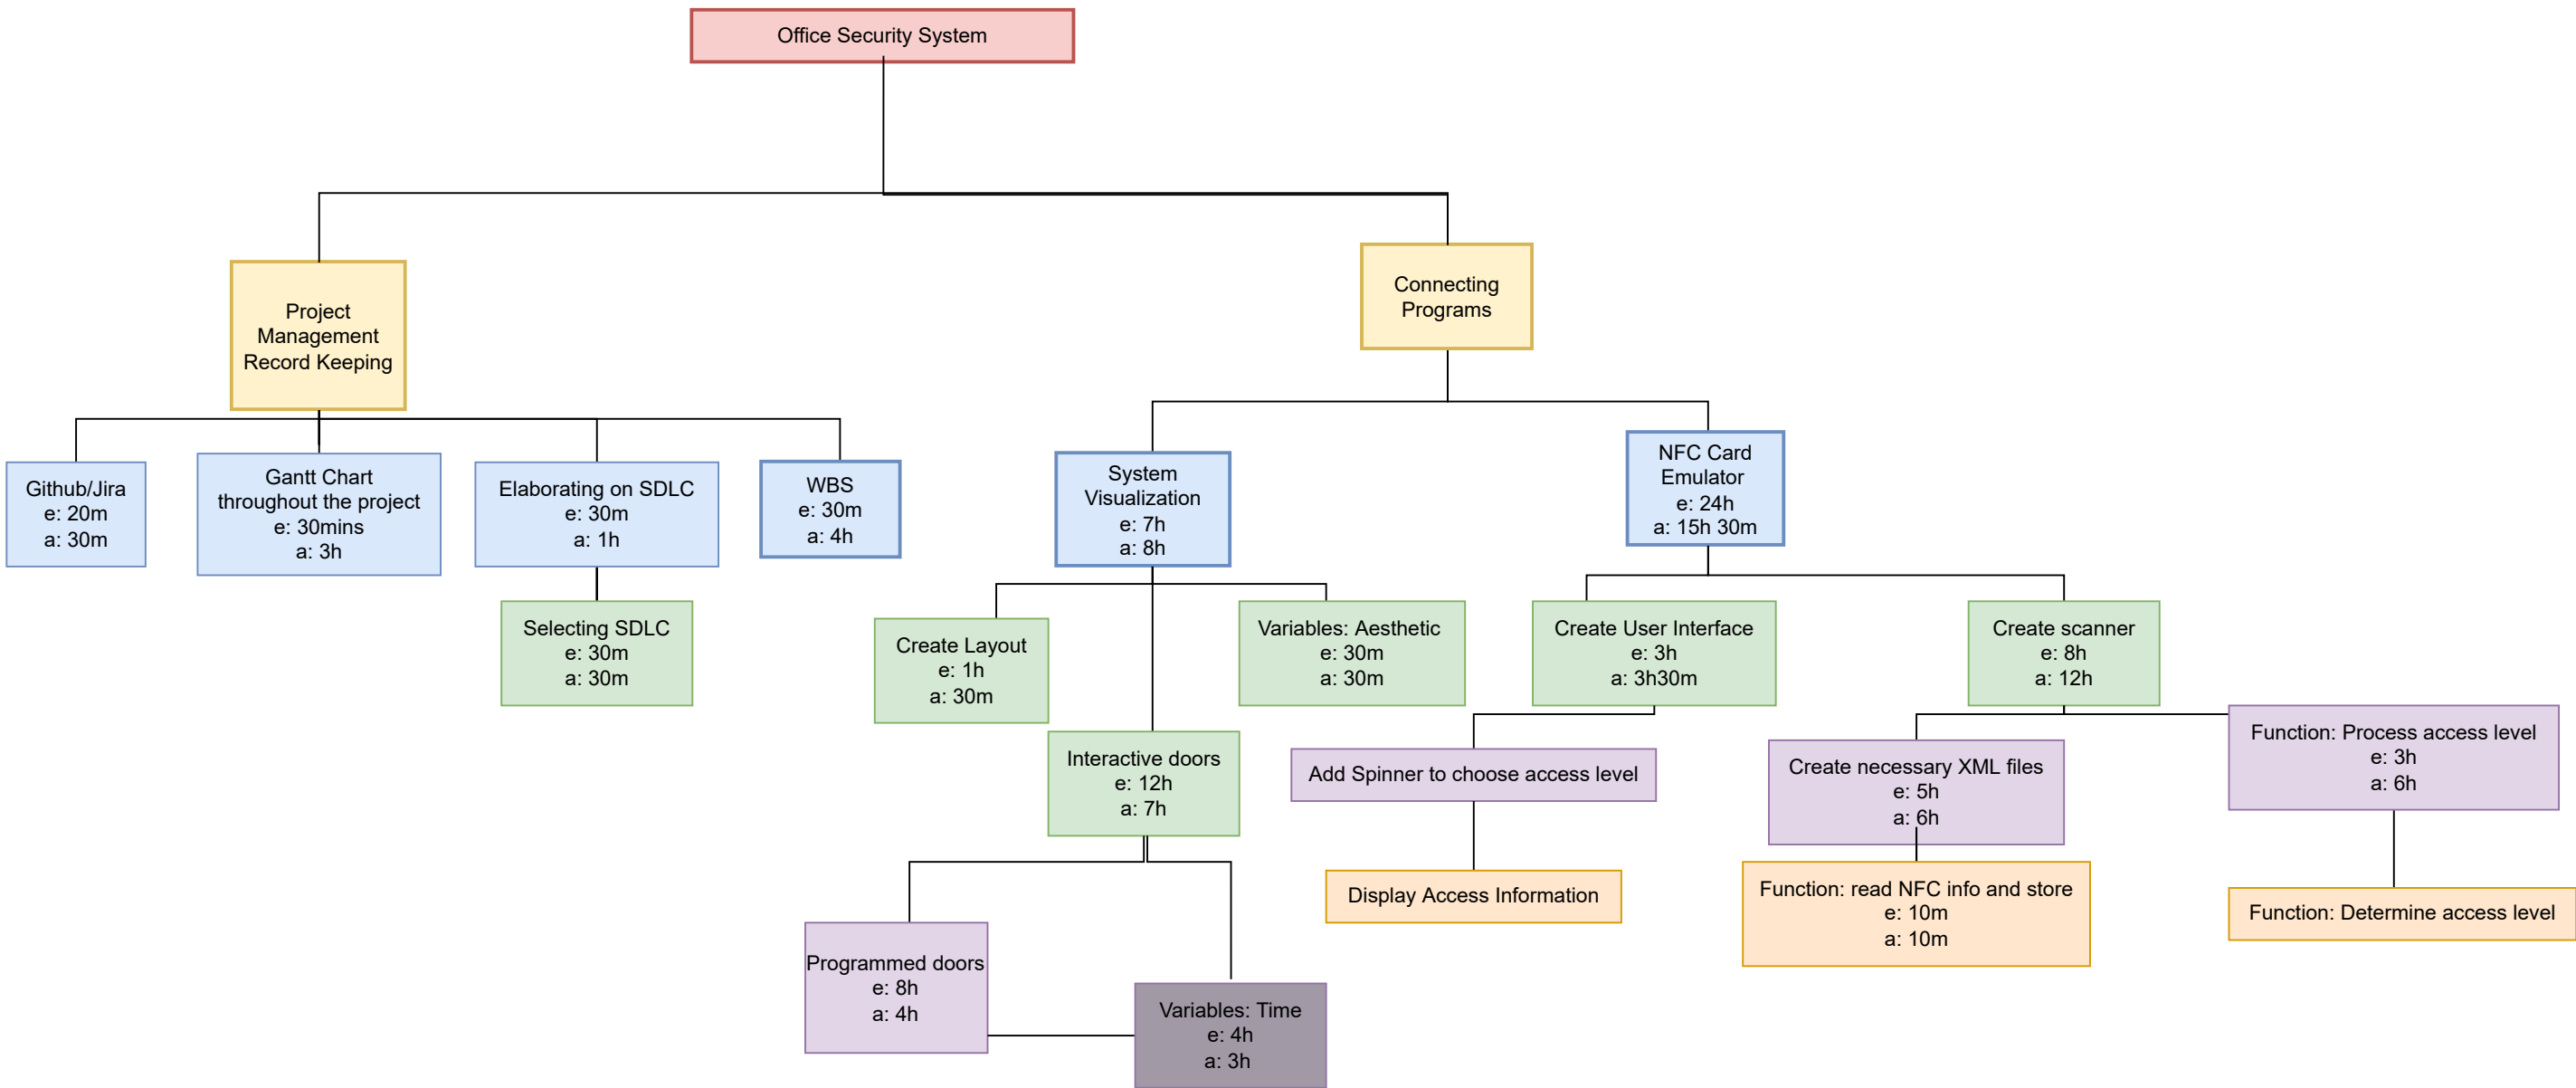 Office Security System
Project
Management
Record Keeping
Connecting
Programs
Github/Jira
e: 20m
a: 30m
Gantt Chart
throughout the project
e: 30mins
a: 3h
Elaborating on SDLC
e: 30m
a: 1h
WBS
e: 30m
a: 4h
System
Visualization
e: 7h
a: 8h
NFC Card
Emulator
e: 24h
a: 15h 30m
Selecting SDLC
e: 30m
a: 30m
Create Layout
e: 1h
a: 30m
Variables: Aesthetic
e: 30m
a: 30m
Create User Interface
e: 3h
a: 3h30m
Create scanner
e: 8h
a: 12h
Interactive doors
e: 12h
a: 7h
Add Spinner to choose access level
Create necessary XML files
e: 5h
a: 6h
Function: Process access level
e: 3h
a: 6h
Display Access Information
Function: read NFC info and store
e: 10m
a: 10m
Function: Determine access level
Programmed doors
e: 8h
a: 4h
Variables: Time
e: 4h
a: 3h